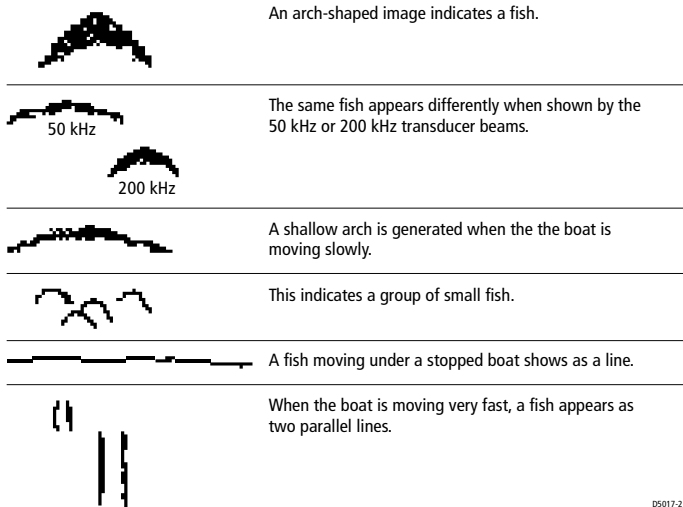 An arch-shaped image indicates a fish.
50 kHz
200 kHz
The same fish appears differently when shown by the
50 kHz or 200 kHz transducer beams.
A shallow arch is generated when the the boat is
moving slowly.
This indicates a group of small fish.
A fish moving under a stopped boat shows as a line.
When the boat is moving very fast, a fish appears as
two parallel lines.
D5017-2